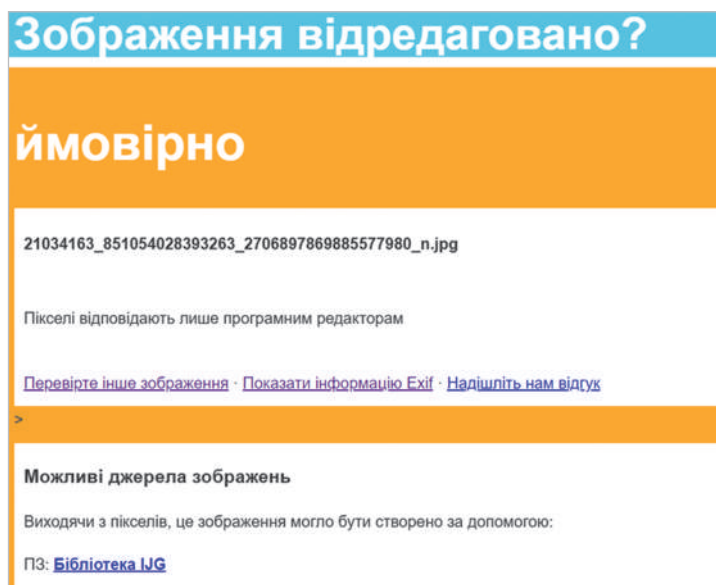 Зображення відредаговано?
ймовірно
21034163_851054028393263_2706897869885577980_n.jpg
Пікселі відповідають лише програмним редакторам
Перевірте інше зображення · Показати інформацію Exif · Надішліть нам відгук
>
Можливі джерела зображень
Виходячи з пікселів, це зображення могло бути створено за допомогою:
ПЗ: Бібліотека IJG